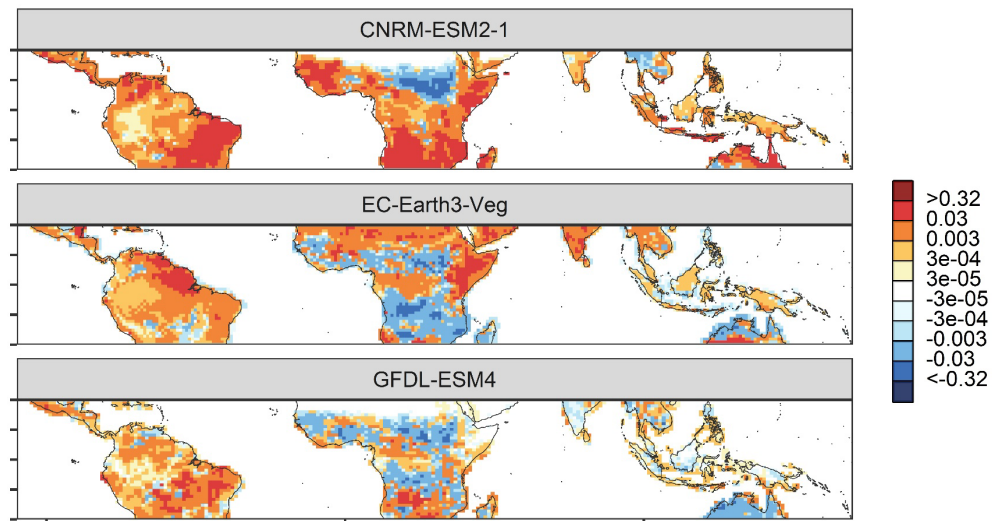 CNRM-ESM2-1
EC-Earth3-Veg
GFDL-ESM4
>0.32
0.03
0.003
3e-04
3e-05
-3e-05
-3e-04
-0.003
-0.03
<-0.32